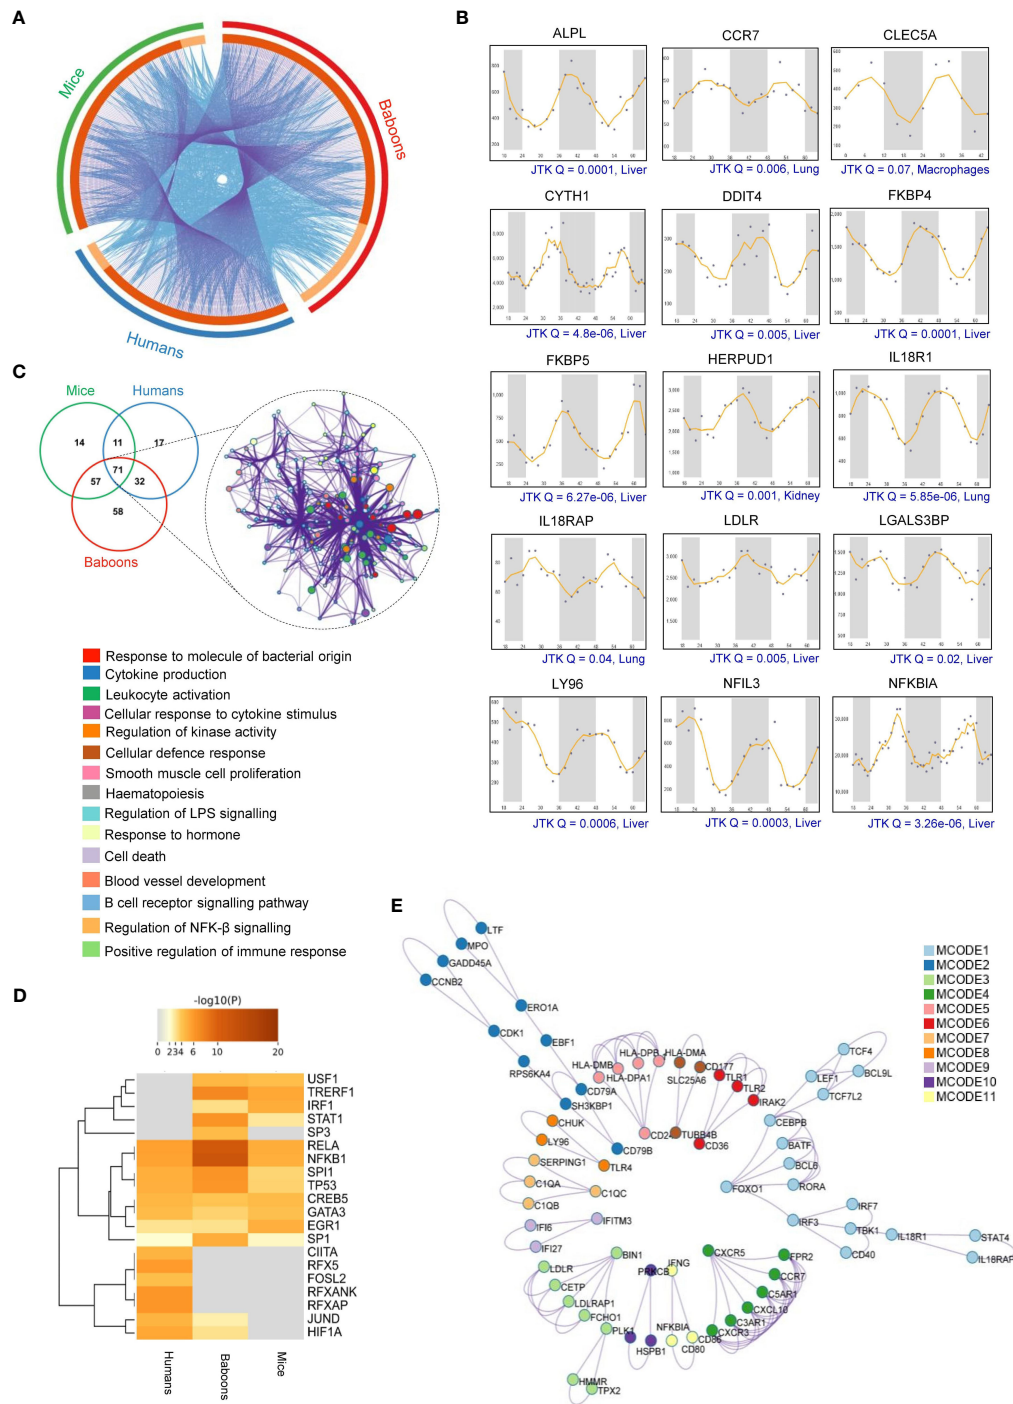 A
Mice
Baboons
Humans
B
ALPL
JTK Q = 0.0001, Liver
CCR7
JTK Q = 0.006, Lung
CLEC5A
JTK Q = 0.07, Macrophages
CYTH1
JTK Q = 4.8e-06, Liver
DDIT4
JTK Q = 0.005, Liver
FKBP4
JTK Q = 0.0001, Liver
FKBP5
JTK Q = 6.27e-06, Liver
HERPUD1
JTK Q = 0.001, Kidney
IL18R1
JTK Q = 5.85e-06, Lung
IL18RAP
JTK Q = 0.04, Lung
LDLR
JTK Q = 0.005, Liver
LGALS3BP
JTK Q = 0.02, Liver
LY96
JTK Q = 0.0006, Liver
NFIL3
JTK Q = 0.0003, Liver
NFKBIA
JTK Q = 3.26e-06, Liver
C
Mice
Humans
14
11
17
71
57
32
58
Baboons
Response to molecule of bacterial origin
Cytokine production
Leukocyte activation
Cellular response to cytokine stimulus
Regulation of kinase activity
Cellular defence response
Smooth muscle cell proliferation
Haematopoiesis
Regulation of LPS signalling
Response to hormone
Cell death
Blood vessel development
B cell receptor signalling pathway
Regulation of NFK-β signalling
Positive regulation of immune response
D
-log10(P)
0 2 3 4 6 10 20
USF1
TRERF1
IRF1
STAT1
SP3
RELA
NFKB1
SPI1
TP53
CREB5
GATA3
EGR1
SP1
CIITA
RFX5
FOSL2
RFXANK
RFXAP
JUND
HIF1A
Humans
Baboons
Mice
E
LTF
MPO
GADD45A
CCNB2
ERO1A
CDK1
EBF1
RPS6KA4
CD79A
SH3KBP1
CD79B
HLA-DPB
HLA-DMA
HLA-DMB
HLA-DPA1
SLC25A6
CD177
TLR1
TLR2
IRAK2
CD24
TUBB4B
CD36
CHUK
LY96
TLR4
SERPING1
C1QA
C1QC
C1QB
IFI6
IFITM3
IFI27
BIN1
LDLR
CETP
LDLRAP1
FCHO1
PLK1
HMMR
TPX2
PRKCB
IFNG
HSPB1
NFKBIA
CD80
CD86
CXCR5
FPR2
CCR7
C5AR1
CXCL10
C3AR1
CXCR3
TCF4
LEF1
BCL9L
TCF7L2
CEBPB
BATF
BCL6
RORA
FOXO1
IRF7
IRF3
TBK1
CD40
IL18R1
STAT4
IL18RAP
MCODE1
MCODE2
MCODE3
MCODE4
MCODE5
MCODE6
MCODE7
MCODE8
MCODE9
MCODE10
MCODE11